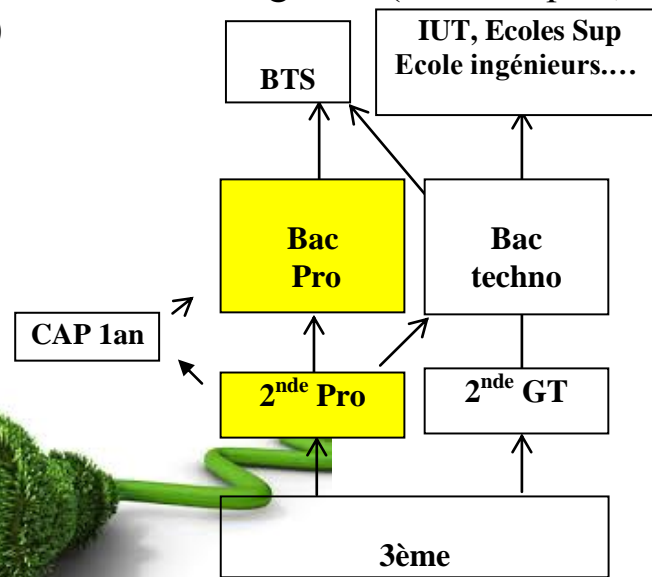 IUT, Ecoles Sup
Ecole ingénieurs.…
BTS
Bac
Pro
Bac
techno
CAP 1an
2nde Pro
2nde GT
3ème